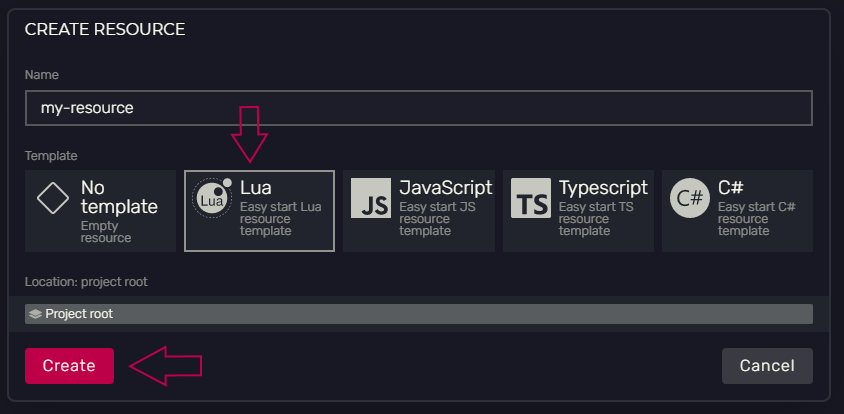 CREATE RESOURCE
Name
my-resource
Template
No
template
Empty
resource
Lua
Lua
Easy start Lua
resource
template
JS
JavaScript
Easy start JS
resource
template
TS
Typescript
Easy start TS
resource
template
C#
C#
Easy start C#
resource
template
Location: project root
Project root
Create
Cancel